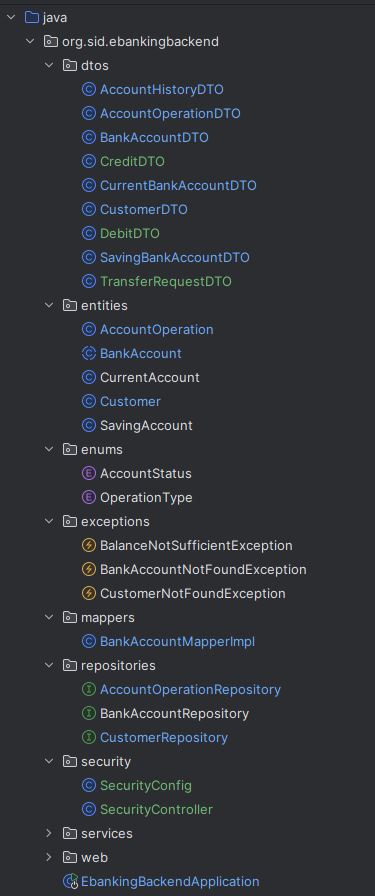 java
org.sid.ebankingbackend
dtos
AccountHistoryDTO
AccountOperationDTO
BankAccountDTO
CreditDTO
CurrentBankAccountDTO
CustomerDTO
DebitDTO
SavingBankAccountDTO
TransferRequestDTO
entities
AccountOperation
BankAccount
CurrentAccount
Customer
SavingAccount
enums
AccountStatus
OperationType
exceptions
BalanceNotSufficientException
BankAccountNotFoundException
CustomerNotFoundException
mappers
BankAccountMapperImpl
repositories
AccountOperationRepository
BankAccountRepository
CustomerRepository
security
SecurityConfig
SecurityController
services
web
EbankingBackendApplication